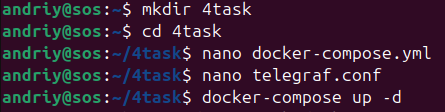 andriy@sos:~$ mkdir 4task
andriy@sos:~$ cd 4task
andriy@sos:~/4task$ nano docker-compose.yml
andriy@sos:~/4task$ nano telegraf.conf
andriy@sos:~/4task$ docker-compose up -d